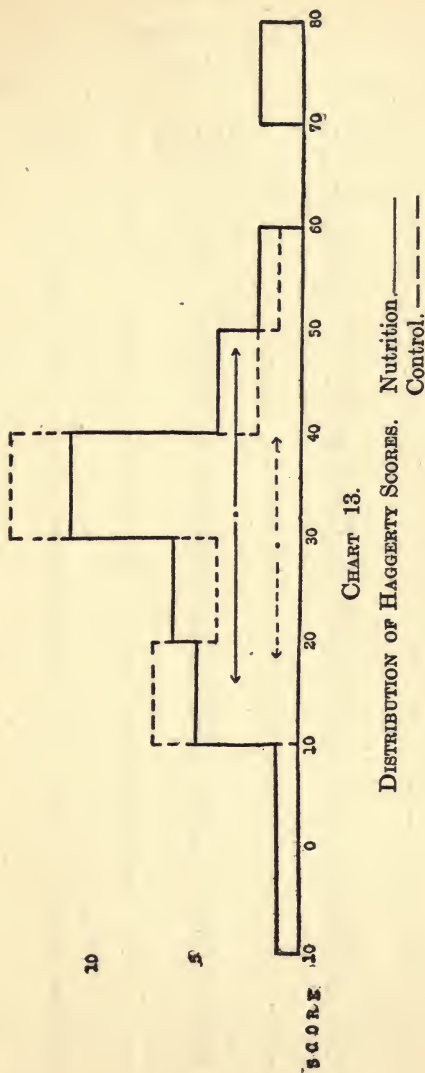 10
5
SCORE -10 0 10 20 30 40 50 60 70 80
CHART 13.
DISTRIBUTION OF HAGGERTY SCORES. Nutrition.
Control.